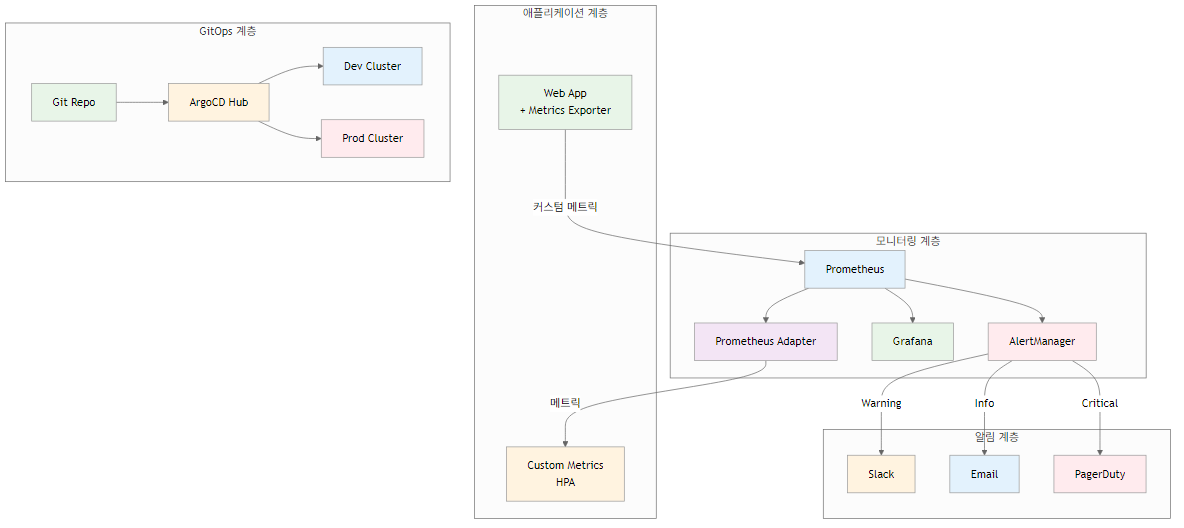 GitOps 계층
Git Repo
ArgoCD Hub
Dev Cluster
Prod Cluster
애플리케이션 계층
Web App
+ Metrics Exporter
커스텀 메트릭
메트릭
Custom Metrics
HPA
모니터링 계층
Prometheus
Prometheus Adapter
Grafana
AlertManager
Warning
Info
Critical
알림 계층
Slack
Email
PagerDuty